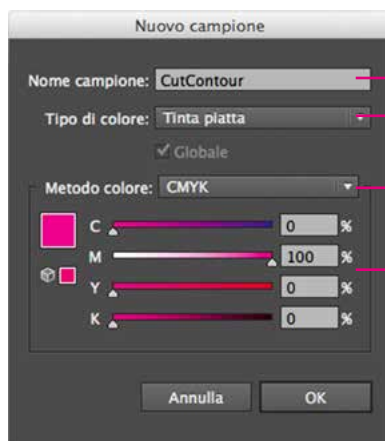 Nuovo campione
Nome campione: CutContour
Tipo di colore: Tinta piatta
Globale
Metodo colore: CMYK
C 0 %
M 100 %
Y 0 %
K 0 %
Annulla OK